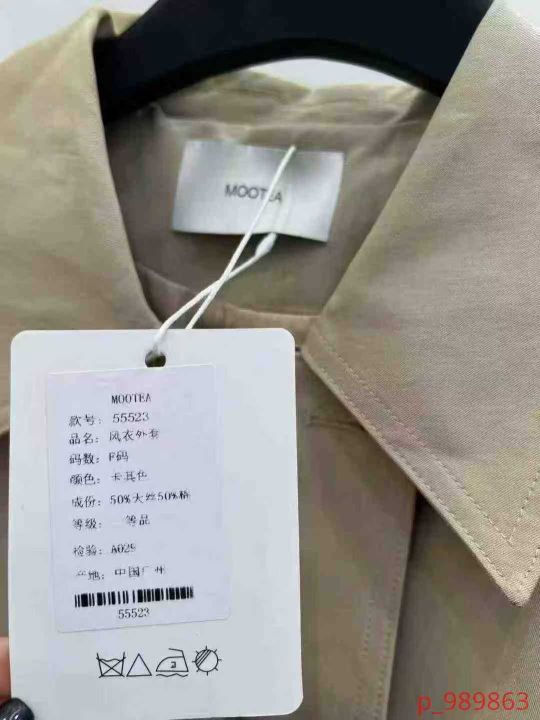 MOOTEA
MOOTEA
款号: 55523
品名: 风衣外套
码数: F码
颜色: 卡其色
成份: 50%天丝50%棉
等级: 一等品
检验: A029
产地: 中国广州
55523
p_989863